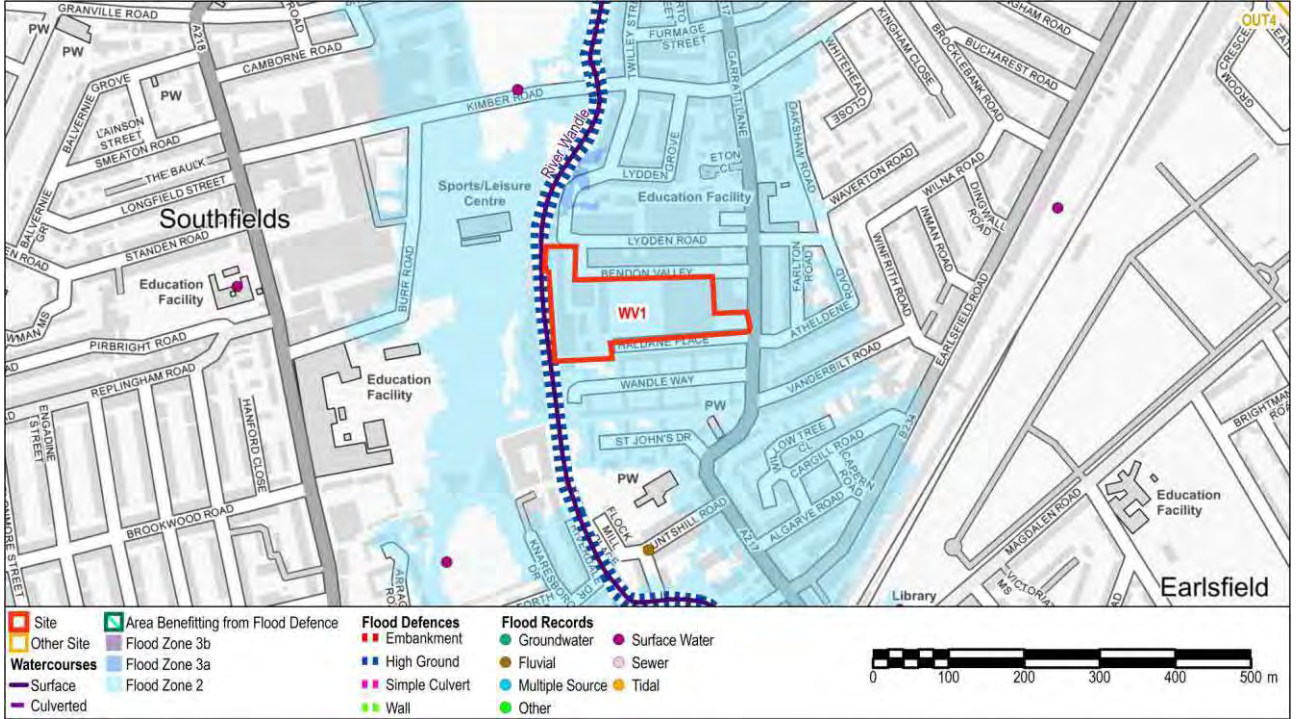 GRANVILLE ROAD
A218
PW
PW
CAMBORNE ROAD
BALVERNIE GROVE
PW
L'AINSON
STREET
SMEATON ROAD
THE BAULK
LONGFIELD STREET
BALVERNIE
Southfields
STANDEN ROAD
Education
Facility
PIRBRIGHT ROAD
REPLINGHAM ROAD
ENGADINE
STREET
HANFORD CLOSE
BROOKWOOD ROAD
Education
Facility
BURR ROAD
KIMBER ROAD
River Wandle
Sports/Leisure
Centre
FURMAGE
STREET
GARRATT LANE
LYDDEN
GROVE
ETON
CL
Education Facility
LYDDEN ROAD
BENDON VALLEY
WV1
HALDANE PLACE
WANDLE WAY
ST JOHN'S DR
PW
PW
A217
ALGARVE ROAD
CARGILL ROAD
CAPERN
ROAD
VANDERBILT ROAD
ATHELDENE
ROAD
FARLTON
ROAD
OAKSHAW ROAD
WHITEHEAD
CLOSE
KINGHAM CLOSE
BROCKLEBANK ROAD
BUCHAREST ROAD
WAVERTON ROAD
WILNA ROAD
DINGWALL
ROAD
INMAN ROAD
WINFRITH ROAD
EARLSFIELD ROAD
B234
OUT4
MAGDALEN ROAD
Education
Facility
Library
Earlsfield
Site
Other Site
Watercourses
Surface
Culverted
Area Benefitting from Flood Defence
Flood Zone 3b
Flood Zone 3a
Flood Zone 2
Flood Defences
Embankment
High Ground
Simple Culvert
Wall
Flood Records
Groundwater
Fluvial
Multiple Source
Other
Surface Water
Sewer
Tidal
0 100 200 300 400 500 m